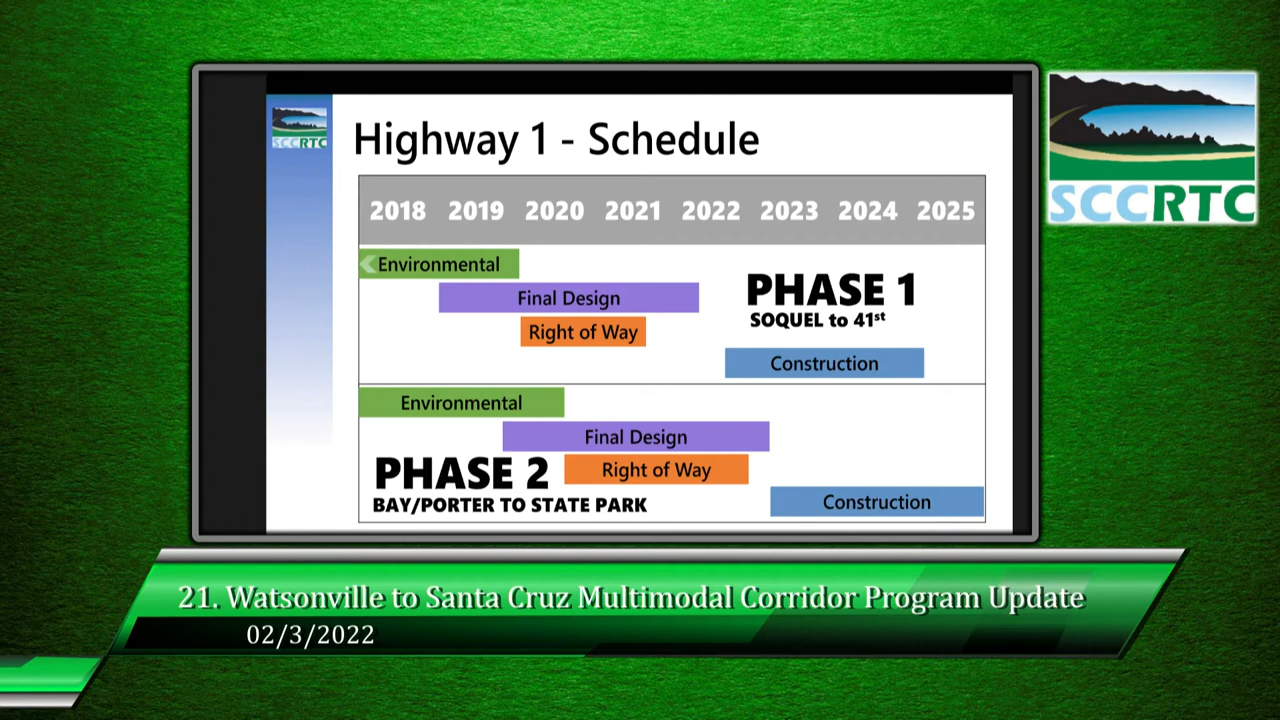 SCCRTC
Highway 1 - Schedule
SCCRTC
2018 2019 2020 2021 2022 2023 2024 2025
Environmental
Final Design
Right of Way
PHASE 1
SOQUEL to 41st
Construction
Environmental
Final Design
Right of Way
PHASE 2
BAY/PORTER TO STATE PARK
Construction
21. Watsonville to Santa Cruz Multimodal Corridor Program Update
02/3/2022